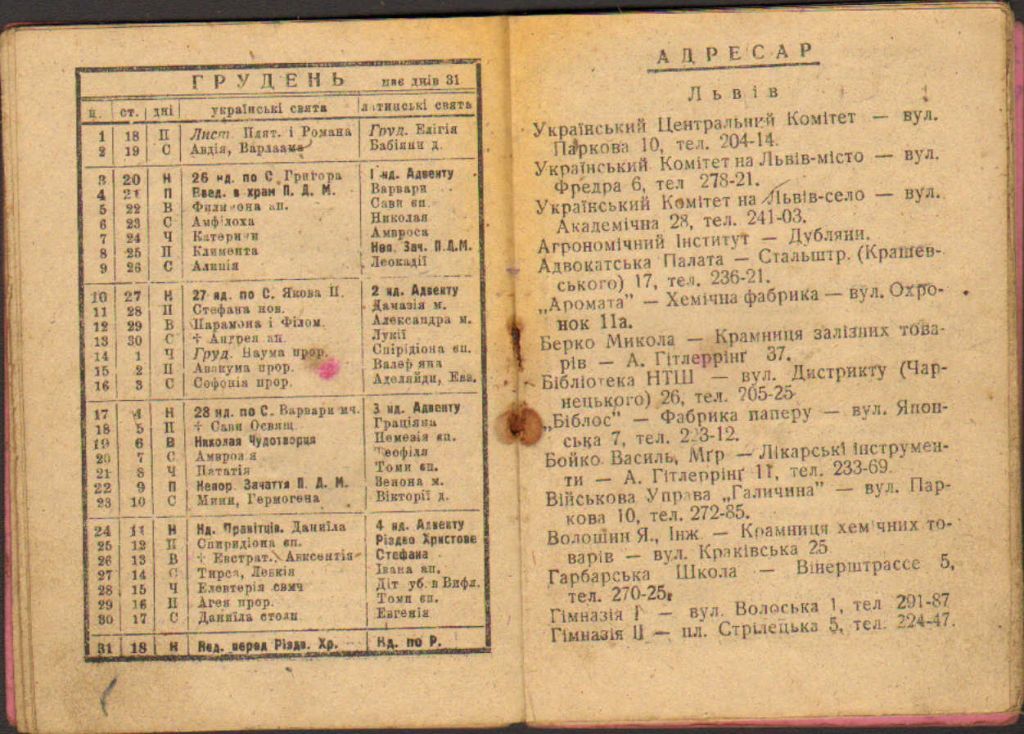 ГРУДЕНЬ має днів 31
н. ст. дні українські свята латинські свята
1 18 П Лист. Плят. і Романа Груд. Елігія
2 19 С Авдія, Варлаама Бабіяни д.
3 20 Н 26 нд. по С. Григора 1 нд. Адвенту
4 21 П Введ. в храм П. Д. М. Варвари
5 22 В Филимона ап. Сави еп.
6 23 С Амфілоха Николая
7 24 Ч Катерини Амвроса
8 25 П Климента Неп. Зач. П.Д.М.
9 26 С Алипія Леокадії
10 27 Н 27 нд. по С. Якова П. 2 нд. Адвенту
11 28 П Стефана нов. Дамазія м.
12 29 В Парамона і Філом. Александра м.
13 30 С + Андрея ап. Лукії
14 1 Ч Груд. Наума прор. Спірідіона еп.
15 2 П Авакума прор. Валеріяна
16 3 С Софонія прор. Аделяйди, Евз.
17 4 Н 28 нд. по С. Варвари мч. 3 нд. Адвенту
18 5 П + Сави Освящ. Граціяна
19 6 В Николая Чудотворця Немезія еп.
20 7 С Амврозія Теофіля
21 8 Ч Патапія Томи еп.
22 9 П Непор. Зачаття П. Д. М. Зенона м.
23 10 С Мини, Гермогена Вікторії д.
24 11 Н Нд. Праотців. Даниїла 4 нд. Адвенту
25 12 П Спиридіона еп. Різдво Христове
26 13 В + Евстрат., Авксентія Стефана
27 14 С Тирса, Левкія Івана ап.
28 15 Ч Елевтерія свмч Діт. уб. в Вифл.
29 16 П Агея прор. Томи еп.
30 17 С Даниїла столп Евгенія
31 18 Н Нед. перед Різдв. Хр. Нд. по Р.
АДРЕСАР
Львів
Український Центральний Комітет — вул.
Паркова 10, тел. 204-14.
Український Комітет на Львів-місто — вул.
Фредра 6, тел 278-21.
Український Комітет на Львів-село — вул.
Академічна 28, тел. 241-03.
Агрономічний Інститут — Дубляни.
Адвокатська Палата — Стальштр. (Крашев-
ського) 17, тел. 236-21.
„Аромата” — Хемічна фабрика — вул. Охро-
нок 11а.
Берко Микола — Крамниця залізних това-
рів — А. Гітлеррінґ 37.
Бібліотека НТШ — вул. Дистрикту (Чар-
нецького) 26, тел. 205-25
„Біблос” — Фабрика паперу — вул. Япон-
ська 7, тел. 223-12.
Бойко Василь, Мґр — Лікарські інструмен-
ти — А. Гітлеррінґ 11, тел. 233-69.
Військова Управа „Галичина” — вул. Пар-
кова 10, тел. 272-85.
Волошин Я., Інж. — Крамниця хемічних то-
варів — вул. Краківська 25
Гарбарська Школа — Вінерштрассе 5,
тел. 270-25.
Гімназія I — вул. Волоська 1, тел 291-87
Гімназія II — пл. Стрілецька 5, тел. 224-47.